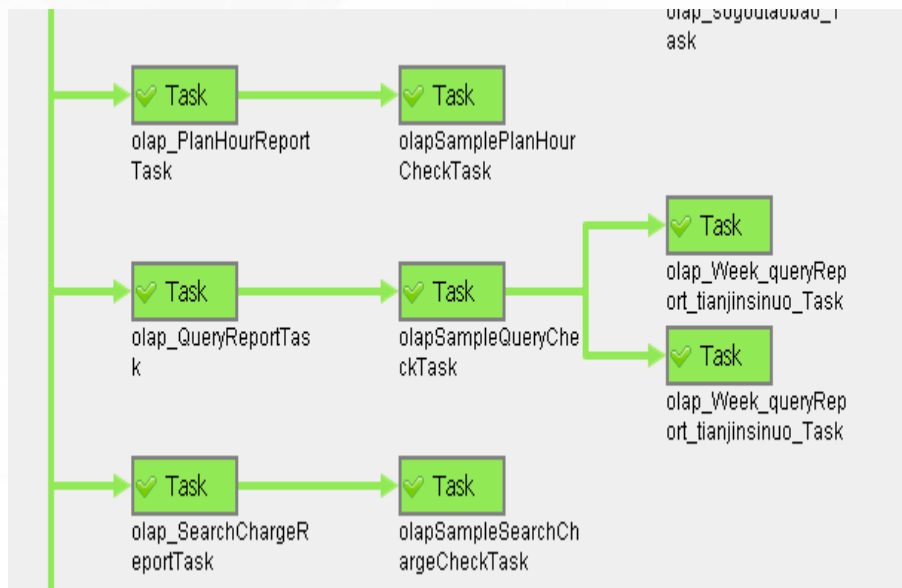 olap_sogoutaobao_T
ask
Task
Task
olap_PlanHourReport
Task
olapSamplePlanHour
CheckTask
Task
olap_Week_queryRep
ort_tianjinsinuo_Task
Task
Task
olap_QueryReportTas
k
olapSampleQueryChe
ckTask
Task
olap_Week_queryRep
ort_tianjinsinuo_Task
Task
Task
olap_SearchChargeR
eportTask
olapSampleSearchCh
argeCheckTask